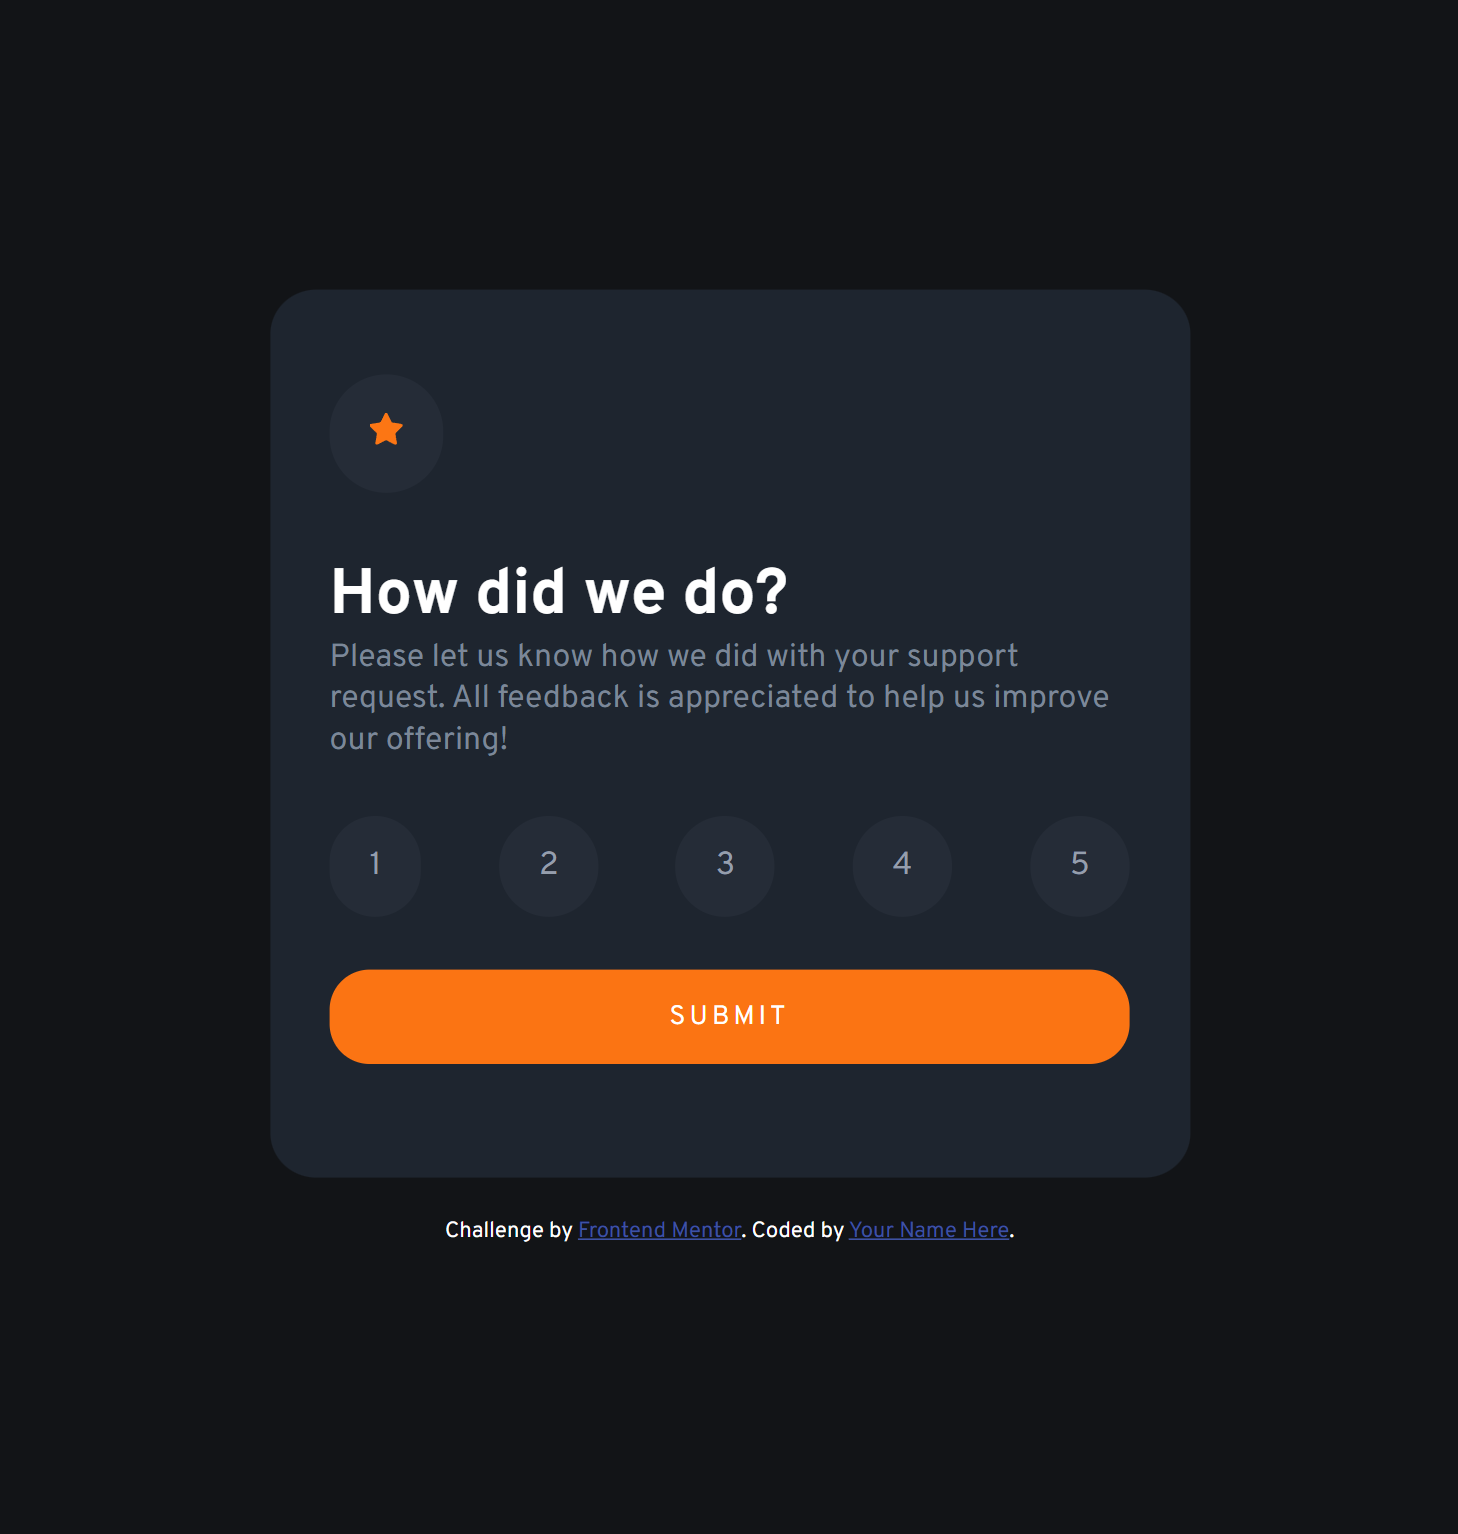 How did we do?
Please let us know how we did with your support
request. All feedback is appreciated to help us improve
our offering!
1 2 3 4 5
SUBMIT
Challenge by Frontend Mentor. Coded by Your Name Here.